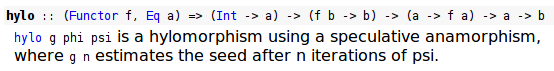 hylo :: (Functor f, Eq a) => (Int -> a) -> (f b -> b) -> (a -> f a) -> a -> b
hylo g phi psi is a hylomorphism using a speculative anamorphism,
where g n estimates the seed after n iterations of psi.